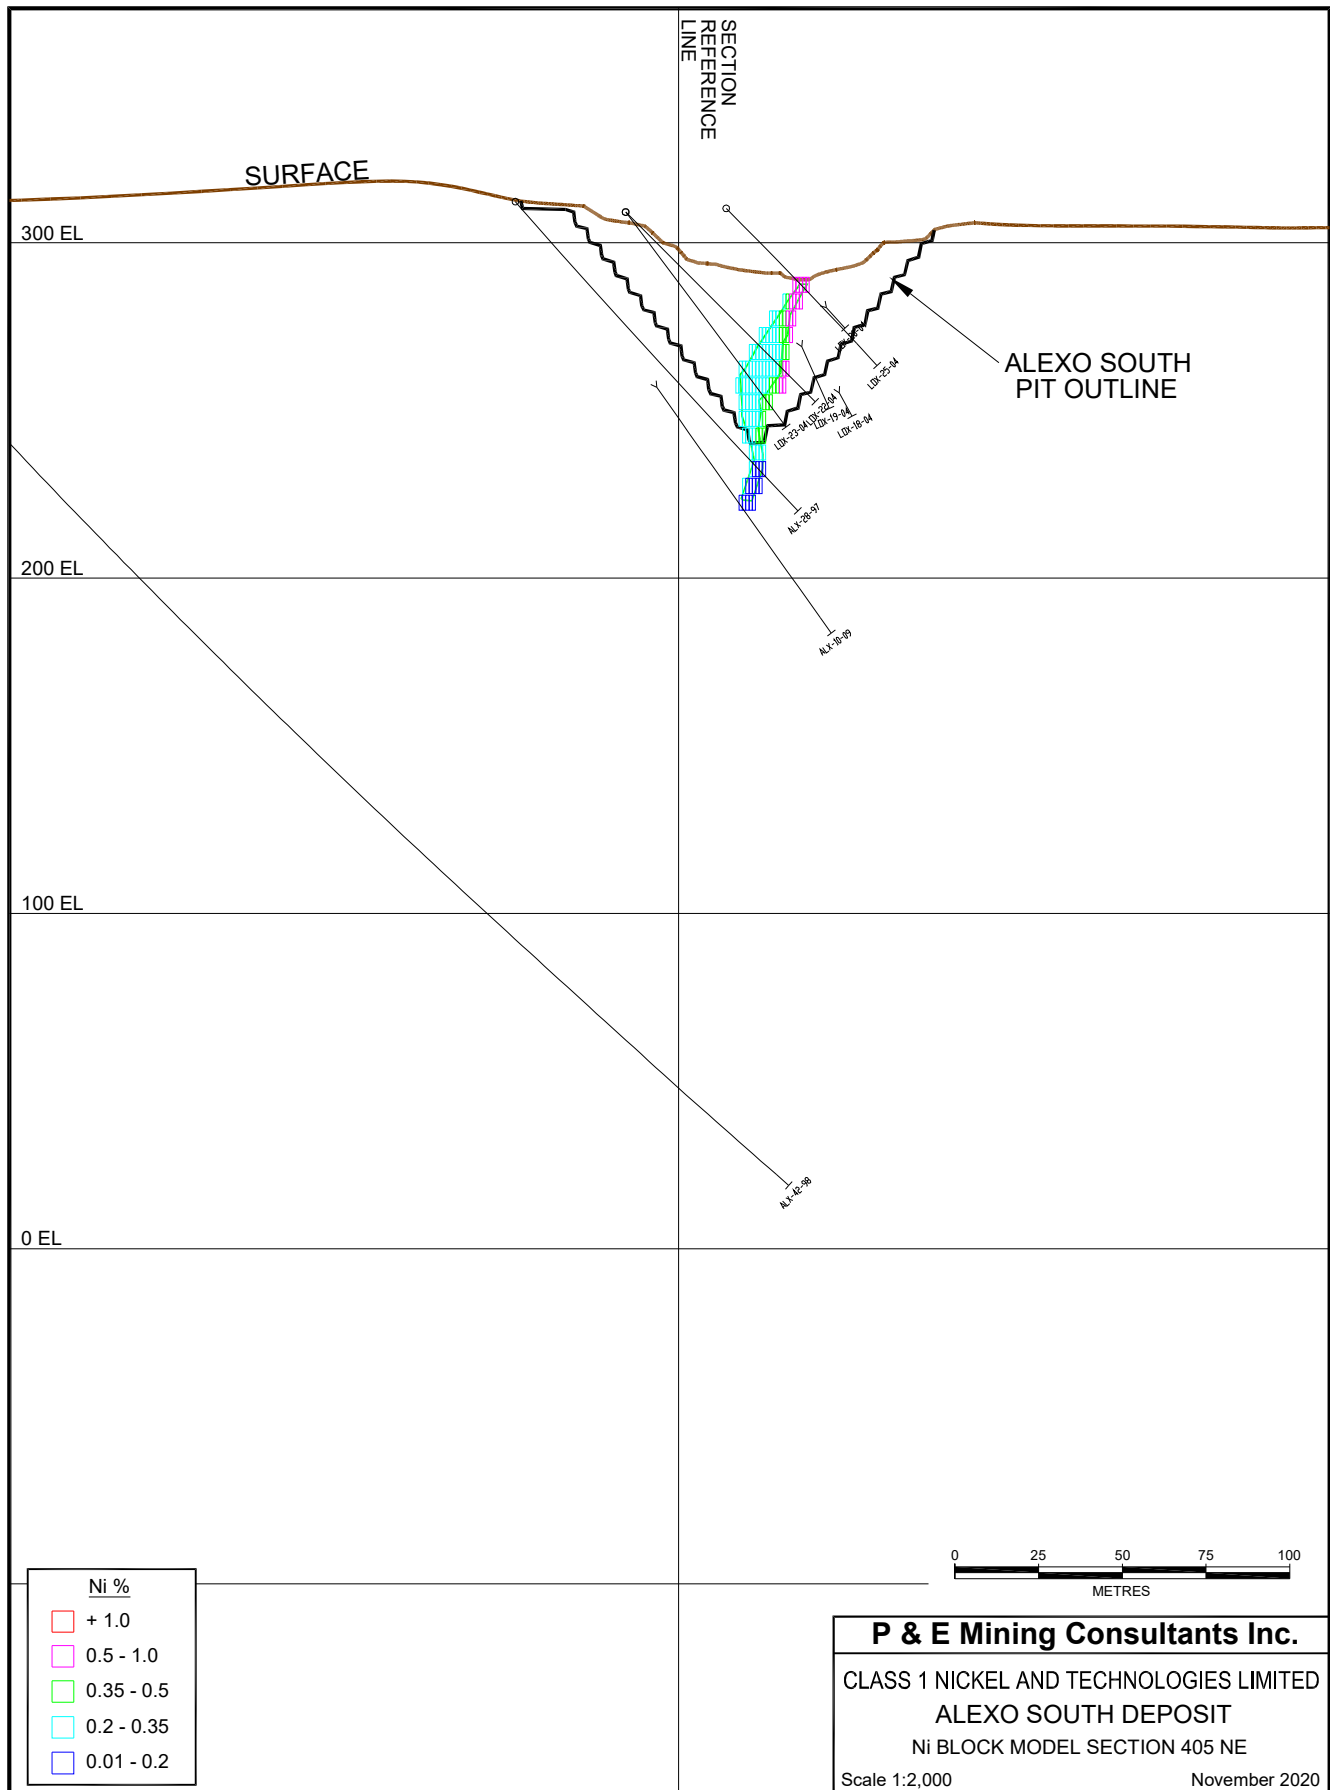 SECTION
REFERENCE
LINE
SURFACE
300 EL
ALEXO SOUTH
PIT OUTLINE
LDX-25-04
LDX-22-04
LDX-19-04
LDX-18-04
LDX-23-04
ALX-28-97
200 EL
ALX-10-09
100 EL
ALX-42-98
0 EL
0 25 50 75 100
METRES
Ni %
+ 1.0
0.5 - 1.0
0.35 - 0.5
0.2 - 0.35
0.01 - 0.2
P & E Mining Consultants Inc.
CLASS 1 NICKEL AND TECHNOLOGIES LIMITED
ALEXO SOUTH DEPOSIT
Ni BLOCK MODEL SECTION 405 NE
Scale 1:2,000 November 2020